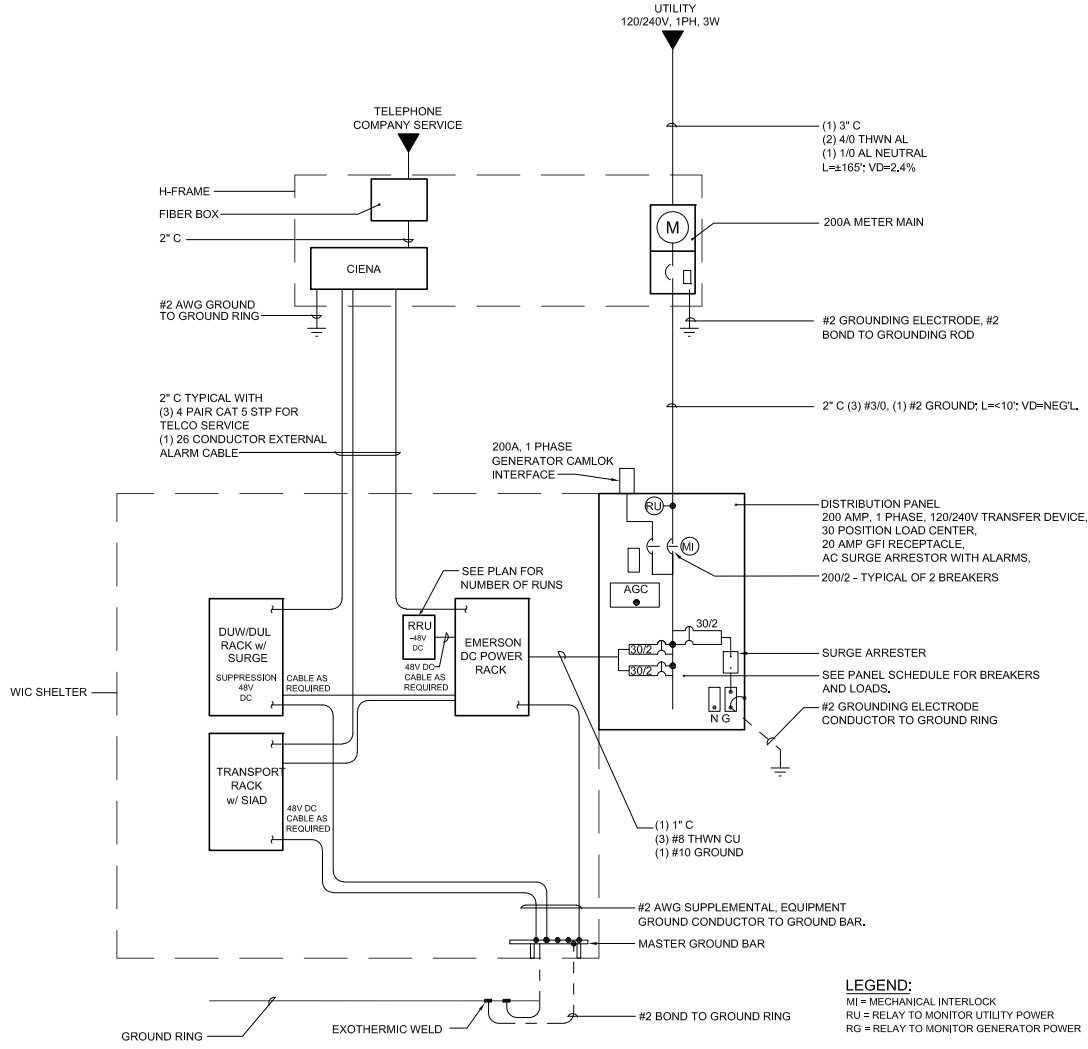 UTILITY
120/240V, 1PH, 3W
TELEPHONE
COMPANY SERVICE
(1) 3" C
(2) 4/0 THWN AL
(1) 1/0 AL NEUTRAL
L=±165'; VD=2.4%
H-FRAME
FIBER BOX
2" C
CIENA
M
200A METER MAIN
#2 AWG GROUND
TO GROUND RING
#2 GROUNDING ELECTRODE, #2
BOND TO GROUNDING ROD
2" C TYPICAL WITH
(3) 4 PAIR CAT 5 STP FOR
TELCO SERVICE
(1) 26 CONDUCTOR EXTERNAL
ALARM CABLE
2" C (3) #3/0, (1) #2 GROUND; L=<10'; VD=NEG'L.
200A, 1 PHASE
GENERATOR CAMLOK
INTERFACE
RU
MI
AGC
DISTRIBUTION PANEL
200 AMP, 1 PHASE, 120/240V TRANSFER DEVICE,
30 POSITION LOAD CENTER,
20 AMP GFI RECEPTACLE,
AC SURGE ARRESTOR WITH ALARMS,
200/2 - TYPICAL OF 2 BREAKERS
SEE PLAN FOR
NUMBER OF RUNS
DUW/DUL
RACK w/
SURGE
SUPPRESSION
48V
DC
RRU
-48V
DC
48V DC
CABLE AS
REQUIRED
EMERSON
DC POWER
RACK
30/2
30/2
30/2
SURGE ARRESTER
SEE PANEL SCHEDULE FOR BREAKERS
AND LOADS.
N G
#2 GROUNDING ELECTRODE
CONDUCTOR TO GROUND RING
WIC SHELTER
CABLE AS
REQUIRED
TRANSPORT
RACK
w/ SIAD
48V DC
CABLE AS
REQUIRED
(1) 1" C
(3) #8 THWN CU
(1) #10 GROUND
#2 AWG SUPPLEMENTAL, EQUIPMENT
GROUND CONDUCTOR TO GROUND BAR.
MASTER GROUND BAR
GROUND RING
EXOTHERMIC WELD
#2 BOND TO GROUND RING
LEGEND:
MI = MECHANICAL INTERLOCK
RU = RELAY TO MONITOR UTILITY POWER
RG = RELAY TO MONITOR GENERATOR POWER